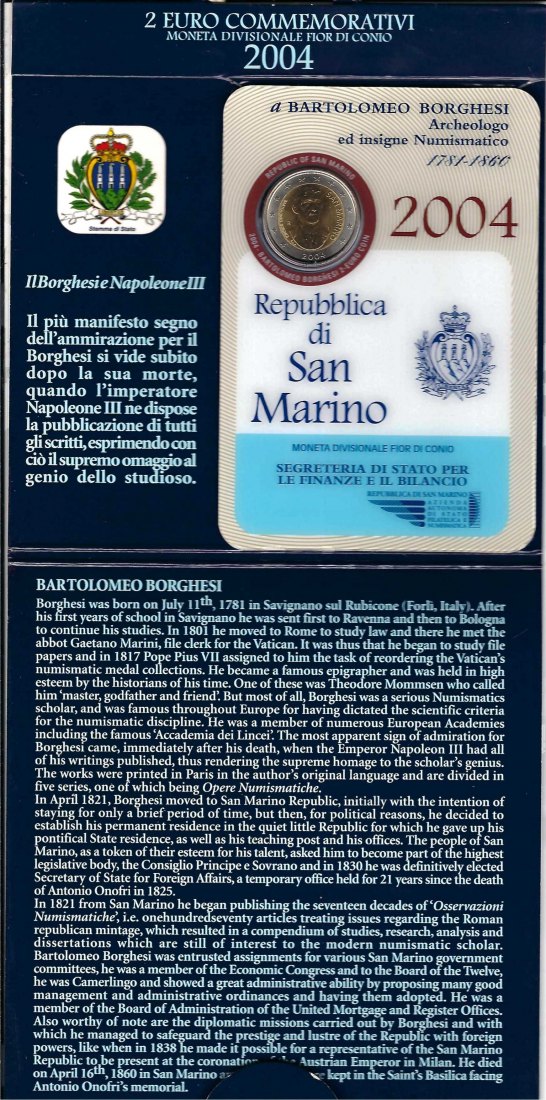 2 EURO COMMEMORATIVI
MONETA DIVISIONALE FIOR DI CONIO
2004
a BARTOLOMEO BORGHESI
Archeologo
ed insigne Numismatico
1781-1860
REPUBLIC OF SAN MARINO
2004
2004 · BARTOLOMEO BORGHESI 2-EURO COIN
2004
Stemma di Stato
Il Borghesi e Napoleone III
Il più manifesto segno
dell'ammirazione per il
Borghesi si vide subito
dopo la sua morte,
quando l'imperatore
Napoleone III ne dispose
la pubblicazione di tutti
gli scritti, esprimendo con
ciò il supremo omaggio al
genio dello studioso.
Repubblica
di
San
Marino
MONETA DIVISIONALE FIOR DI CONIO
SEGRETERIA DI STATO PER
LE FINANZE E IL BILANCIO
REPUBBLICA DI SAN MARINO
AZIENDA
AUTONOMA
DI STATO
FILATELICA E
NUMISMATICA
BARTOLOMEO BORGHESI
Borghesi was born on July 11th, 1781 in Savignano sul Rubicone (Forlì, Italy). After
his first years of school in Savignano he was sent first to Ravenna and then to Bologna
to continue his studies. In 1801 he moved to Rome to study law and there he met the
abbot Gaetano Marini, file clerk for the Vatican. It was thus that he began to study file
papers and in 1817 Pope Pius VII assigned to him the task of reordering the Vatican's
numismatic medal collections. He became a famous epigrapher and was held in high
esteem by the historians of his time. One of these was Theodore Mommsen who called
him 'master, godfather and friend'. But most of all, Borghesi was a serious Numismatics
scholar, and was famous throughout Europe for having dictated the scientific criteria
for the numismatic discipline. He was a member of numerous European Academies
including the famous 'Accademia dei Lincei'. The most apparent sign of admiration for
Borghesi came, immediately after his death, when the Emperor Napoleon III had all
of his writings published, thus rendering the supreme homage to the scholar's genius.
The works were printed in Paris in the author's original language and are divided in
five series, one of which being Opere Numismatiche.
In April 1821, Borghesi moved to San Marino Republic, initially with the intention of
staying for only a brief period of time, but then, for political reasons, he decided to
establish his permanent residence in the quiet little Republic for which he gave up his
pontifical State residence, as well as his teaching post and his offices. The people of San
Marino, as a token of their esteem for his talent, asked him to become part of the highest
legislative body, the Consiglio Principe e Sovrano and in 1830 he was definitively elected
Secretary of State for Foreign Affairs, a temporary office held for 21 years since the death
of Antonio Onofri in 1825.
In 1821 from San Marino he began publishing the seventeen decades of 'Osservazioni
Numismatiche', i.e. onehundredseventy articles treating issues regarding the Roman
republican mintage, which resulted in a compendium of studies, research, analysis and
dissertations which are still of interest to the modern numismatic scholar.
Bartolomeo Borghesi was entrusted assignments for various San Marino government
committees, he was a member of the Economic Congress and to the Board of the Twelve,
he was Camerlingo and showed a great administrative ability by proposing many good
management and administrative ordinances and having them adopted. He was a
member of the Board of Administration of the United Mortgage and Register Offices.
Also worthy of note are the diplomatic missions carried out by Borghesi and with
which he managed to safeguard the prestige and lustre of the Republic with foreign
powers, like when in 1838 he made it possible for a representative of the San Marino
Republic to be present at the coronation Austrian Emperor in Milan. He died
on April 16th, 1860 in San Marino kept in the Saint's Basilica facing
Antonio Onofri's memorial.